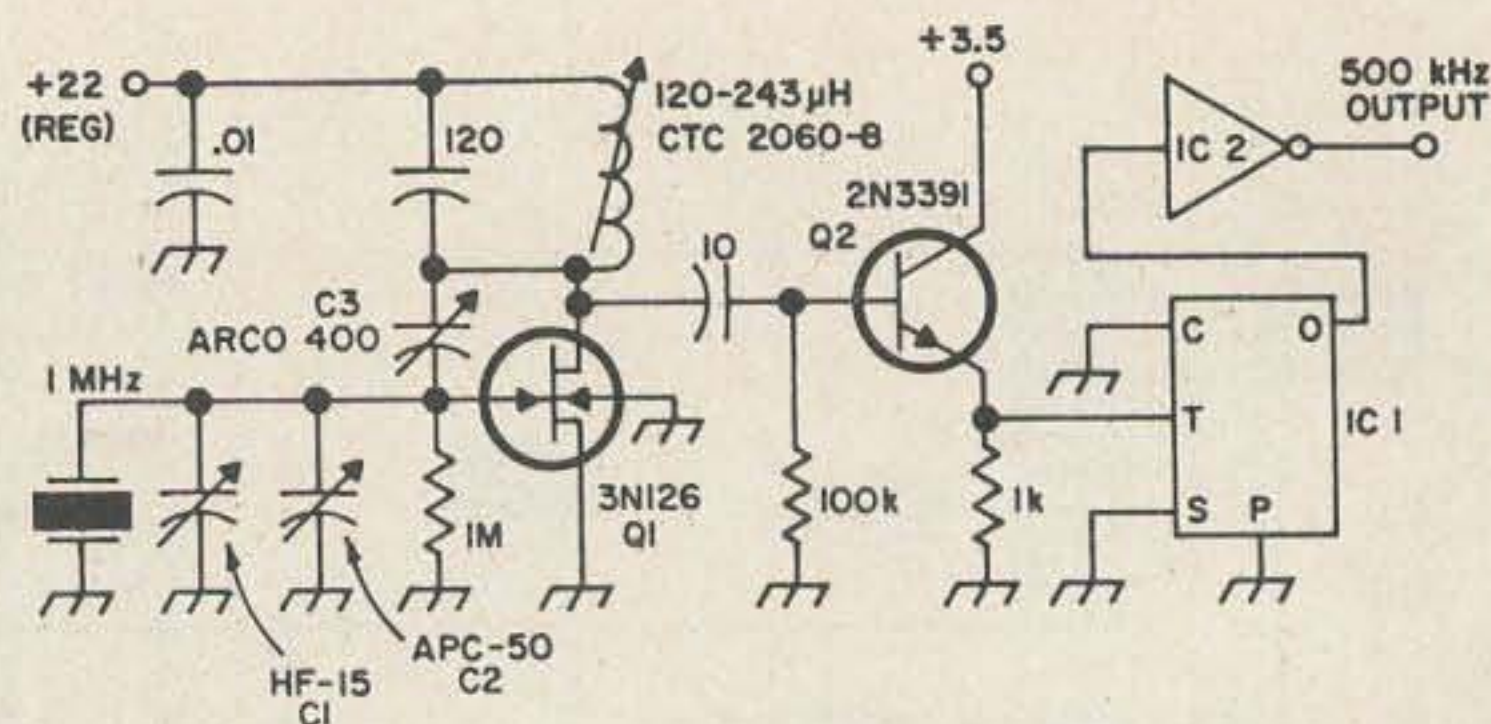 +22
(REG)
.01
120
120-243µH
CTC 2060-B
+3.5
500 kHz
OUTPUT
IC 2
2N3391
Q2
10
C3
ARCO 400
1 MHz
3N126
Q1
1M
100k
1k
C
O
T
S
P
IC 1
HF-15
C1
APC-50
C2